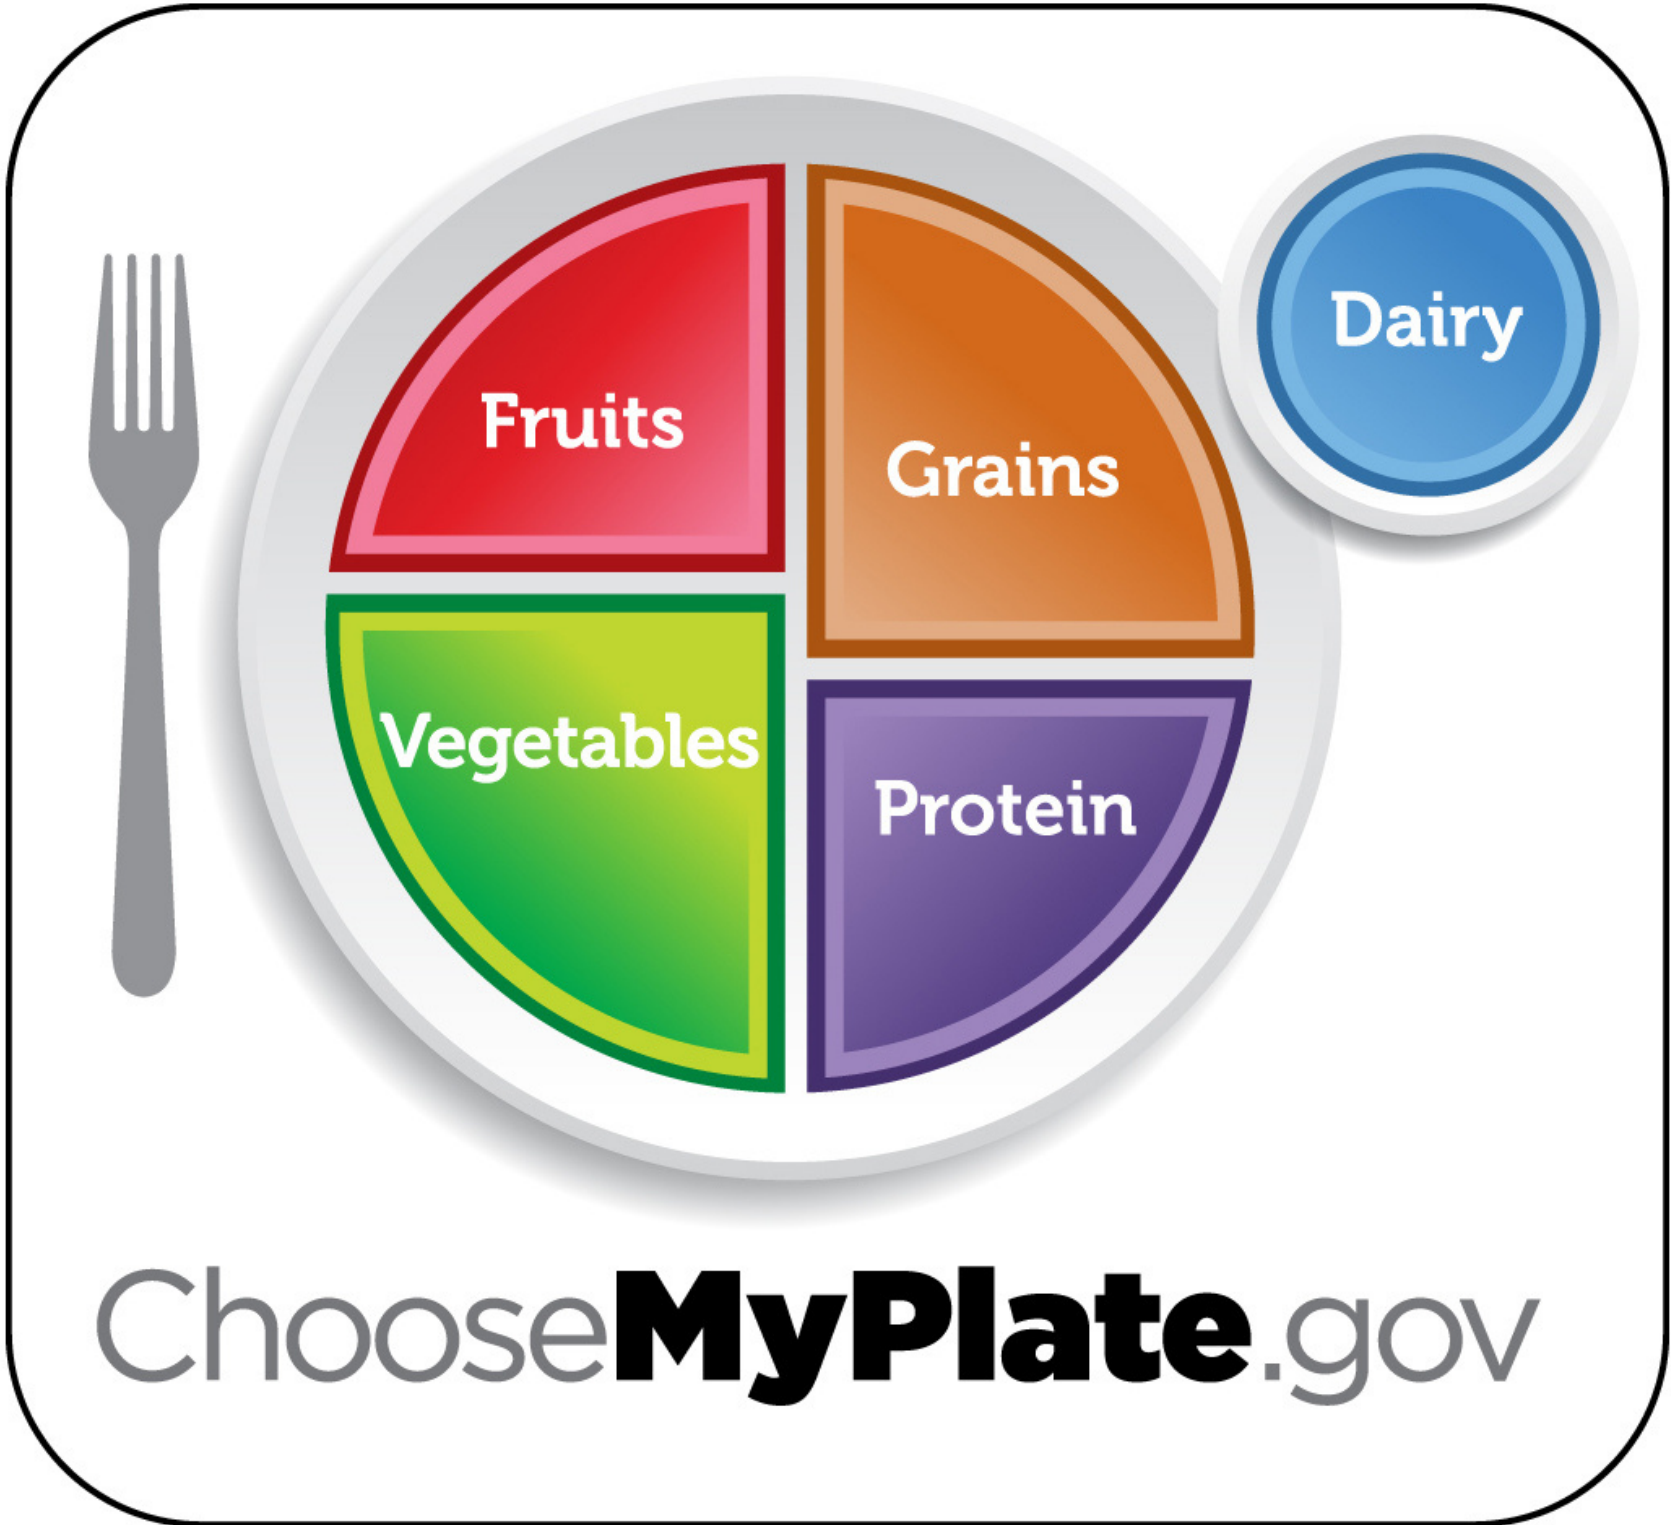 Fruits
Grains
Dairy
Vegetables
Protein
ChooseMyPlate.gov